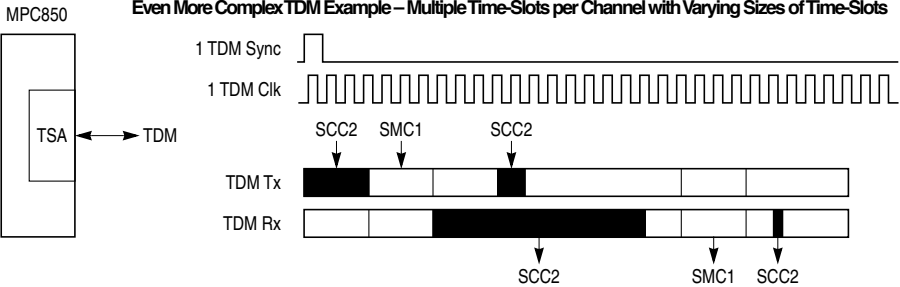 Even More Complex TDM Example – Multiple Time-Slots per Channel with Varying Sizes of Time-Slots
MPC850
1 TDM Sync
1 TDM Clk
TSA
TDM
SCC2 SMC1 SCC2
TDM Tx
TDM Rx
SCC2 SMC1 SCC2